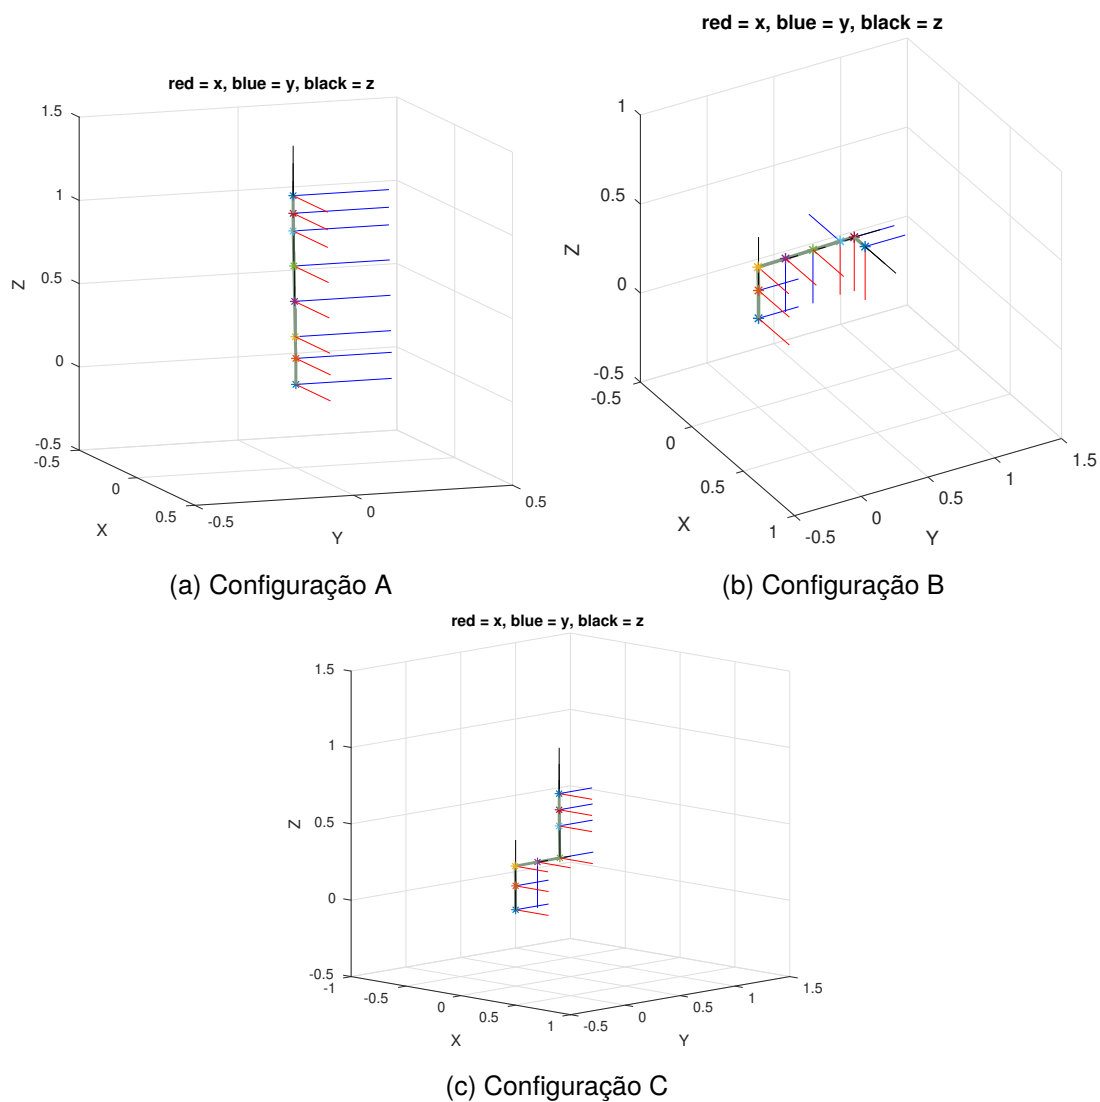 red = x, blue = y, black = z
1.5
1
0.5
0
-0.5
Z
-0.5
0
0.5
X
-0.5
0
0.5
Y
(a) Configuração A
red = x, blue = y, black = z
1
0.5
0
-0.5
Z
-0.5
0
0.5
1
X
-0.5
0
0.5
1
1.5
Y
(b) Configuração B
red = x, blue = y, black = z
1.5
1
0.5
0
-0.5
Z
-1
-0.5
0
0.5
1
X
-0.5
0
0.5
1
1.5
Y
(c) Configuração C